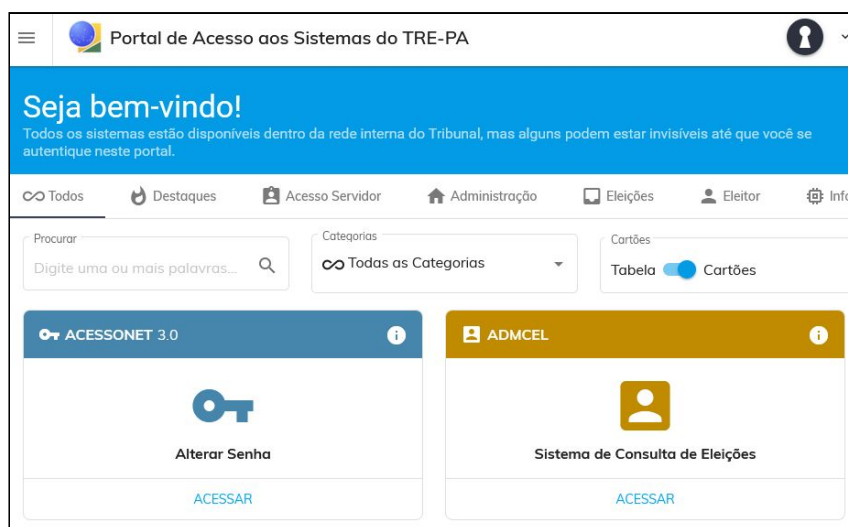 Portal de Acesso aos Sistemas do TRE-PA
Seja bem-vindo!
Todos os sistemas estão disponíveis dentro da rede interna do Tribunal, mas alguns podem estar invisíveis até que você se
autentique neste portal.
Todos Destaques Acesso Servidor Administração Eleições Eleitor Info
Procurar Categorias Cartões
Digite uma ou mais palavras... Todas as Categorias Tabela Cartões
ACESSONET 3.0 ADMCEL
Alterar Senha Sistema de Consulta de Eleições
ACESSAR ACESSAR